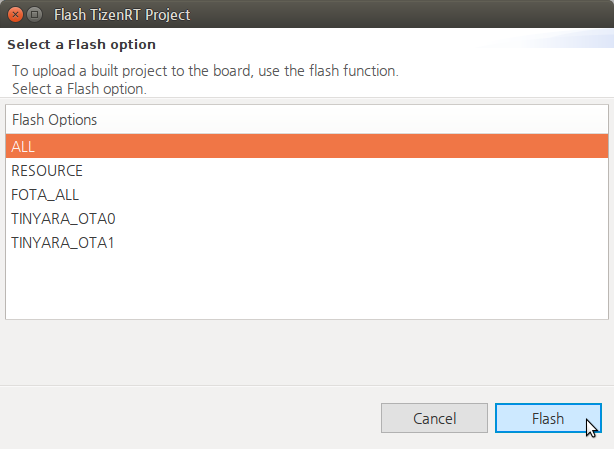 Flash TizenRT Project
Select a Flash option
To upload a built project to the board, use the flash function.
Select a Flash option.
Flash Options
ALL
RESOURCE
FOTA_ALL
TINYARA_OTA0
TINYARA_OTA1
Cancel
Flash